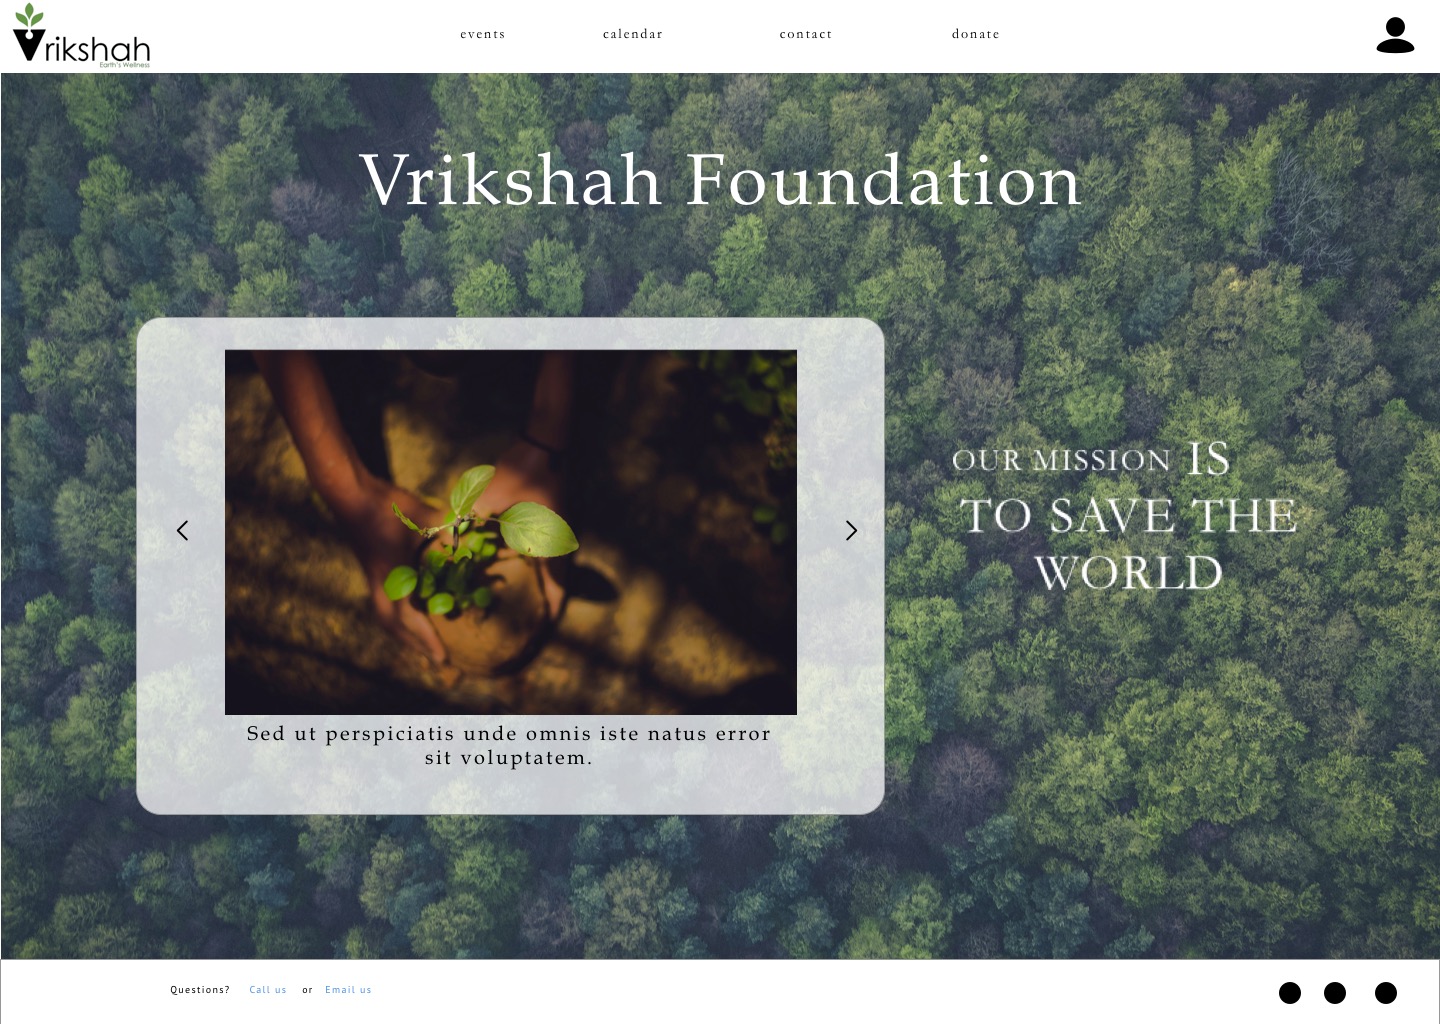 Vrikshah
Earth's Wellness
events calendar contact donate
Vrikshah Foundation
OUR MISSION IS
TO SAVE THE
WORLD
Sed ut perspiciatis unde omnis iste natus error
sit voluptatem.
Questions? Call us or Email us